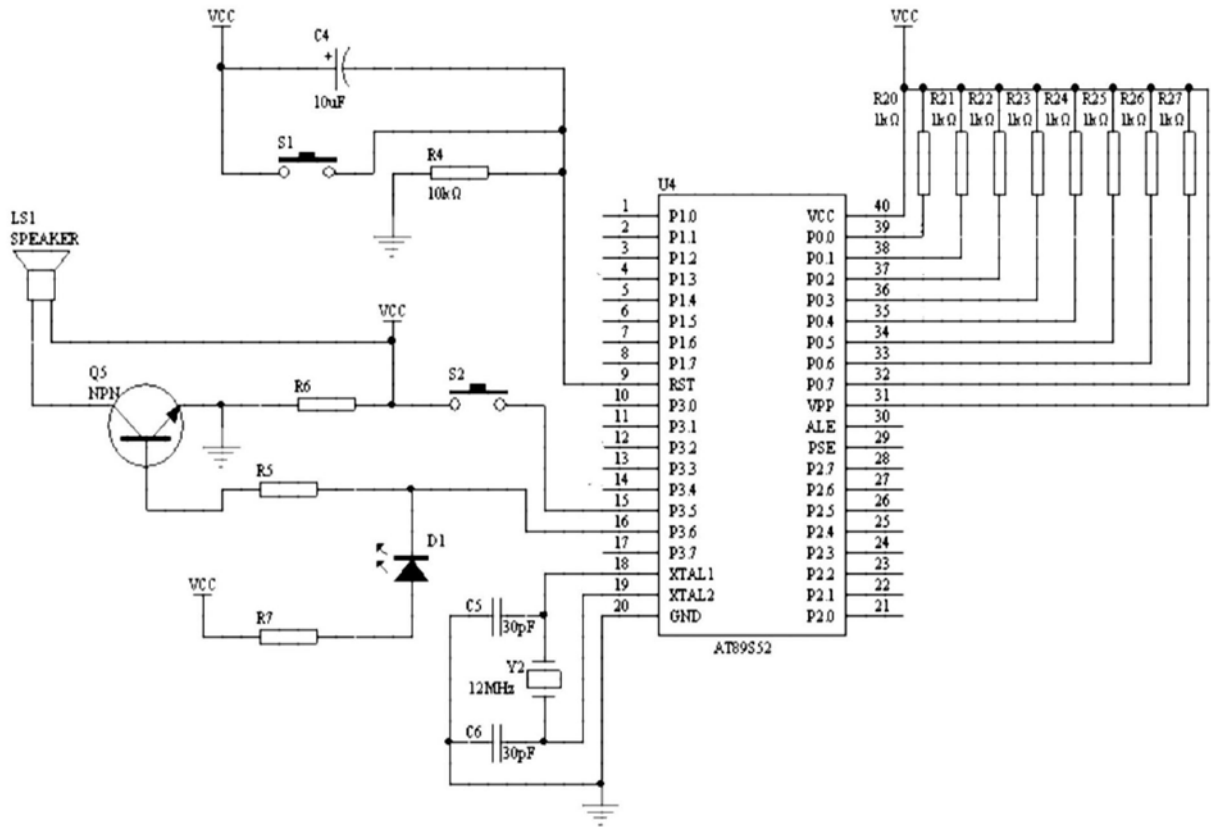 VCC
C4
+
10uF
S1
R4
10kΩ
LS1
SPEAKER
VCC
Q5
NPN
R6
S2
R5
D1
VCC
R7
C5
30pF
Y2
12MHz
C6
30pF
U4
1 P1.0 VCC 40
2 P1.1 P0.0 39
3 P1.2 P0.1 38
4 P1.3 P0.2 37
5 P1.4 P0.3 36
6 P1.5 P0.4 35
7 P1.6 P0.5 34
8 P1.7 P0.6 33
9 RST P0.7 32
10 P3.0 VPP 31
11 P3.1 ALE 30
12 P3.2 PSE 29
13 P3.3 P2.7 28
14 P3.4 P2.6 27
15 P3.5 P2.5 26
16 P3.6 P2.4 25
17 P3.7 P2.3 24
18 XTAL1 P2.2 23
19 XTAL2 P2.1 22
20 GND P2.0 21
AT89S52
VCC
R20 R21 R22 R23 R24 R25 R26 R27
1kΩ 1kΩ 1kΩ 1kΩ 1kΩ 1kΩ 1kΩ 1kΩ